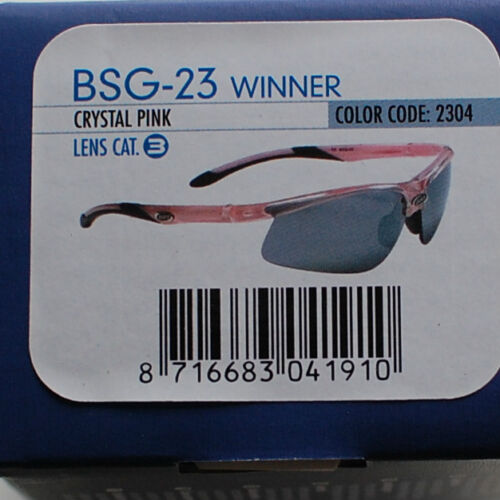 BSG-23 WINNER
CRYSTAL PINK
COLOR CODE: 2304
LENS CAT. 3
8 716683 041910